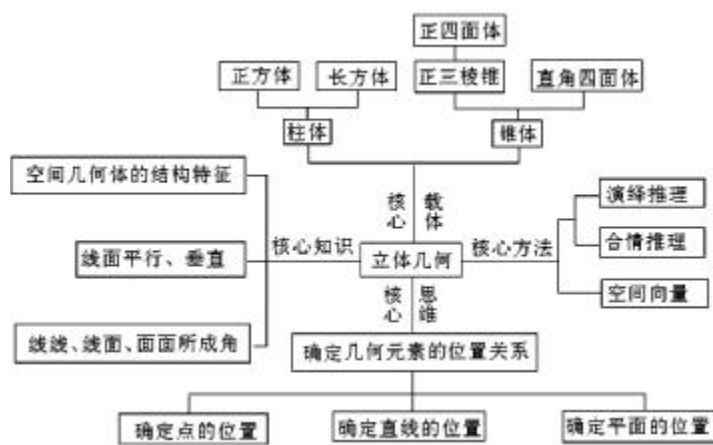 正四面体
正方体
长方体
正三棱锥
直角四面体
柱体
锥体
空间几何体的结构特征
核心
载体
演绎推理
合情推理
线面平行、垂直
核心知识
立体几何
核心方法
空间向量
核心
思维
线线、线面、面面所成角
确定几何元素的位置关系
确定点的位置
确定直线的位置
确定平面的位置